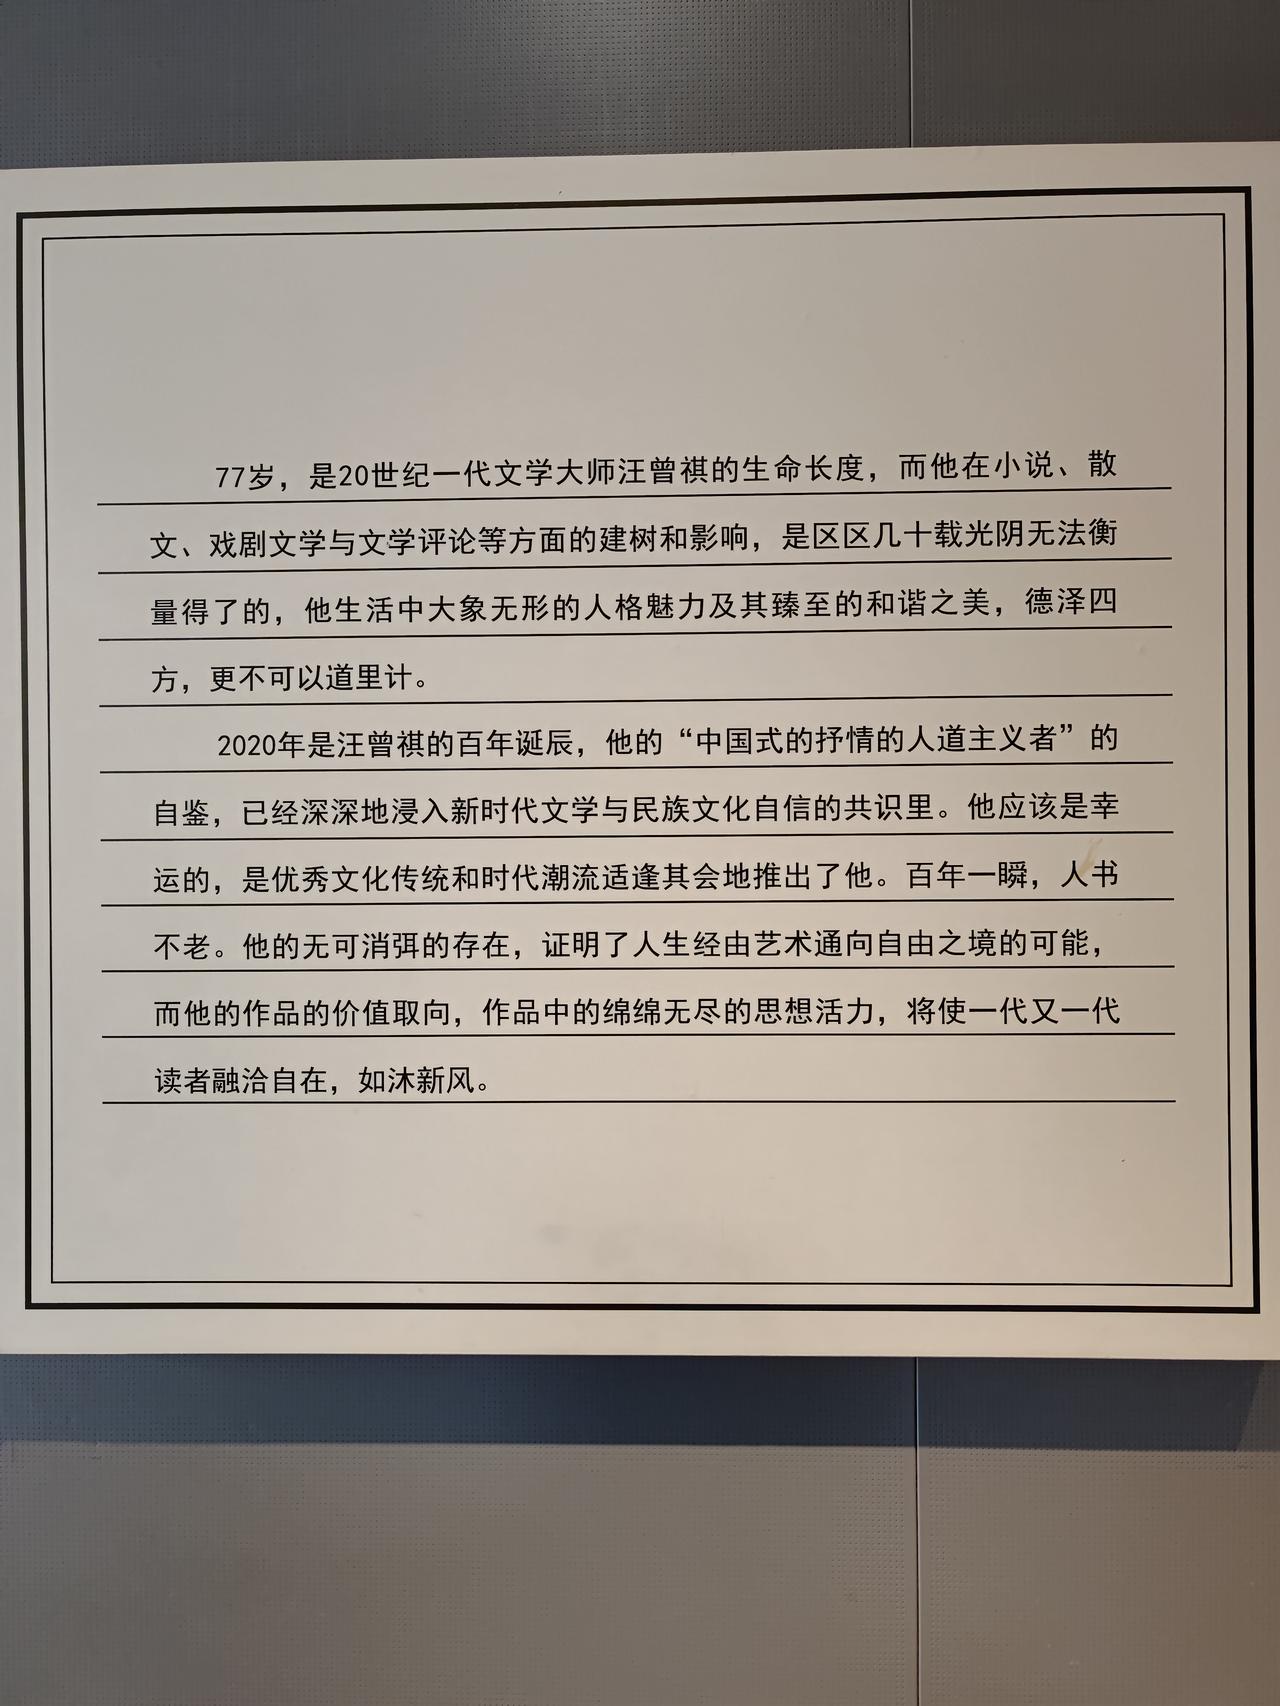 77岁，是20世纪一代文学大师汪曾祺的生命长度，而他在小说、散
文、戏剧文学与文学评论等方面的建树和影响，是区区几十载光阴无法衡
量得了的，他生活中大象无形的人格魅力及其臻至的和谐之美，德泽四
方，更不可以道里计。
2020年是汪曾祺的百年诞辰，他的“中国式的抒情的人道主义者”的
自鉴，已经深深地浸入新时代文学与民族文化自信的共识里。他应该是幸
运的，是优秀文化传统和时代潮流适逢其会地推出了他。百年一瞬，人书
不老。他的无可消弭的存在，证明了人生经由艺术通向自由之境的可能，
而他的作品的价值取向，作品中的绵绵无尽的思想活力，将使一代又一代
读者融洽自在，如沐新风。